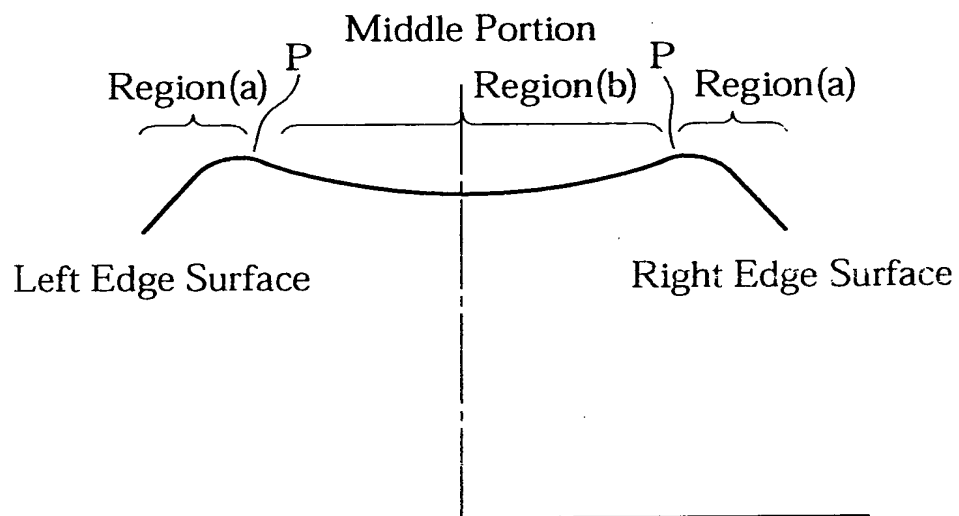 Middle Portion
P
P
Region(a)
Region(b)
Region(a)
Left Edge Surface
Right Edge Surface